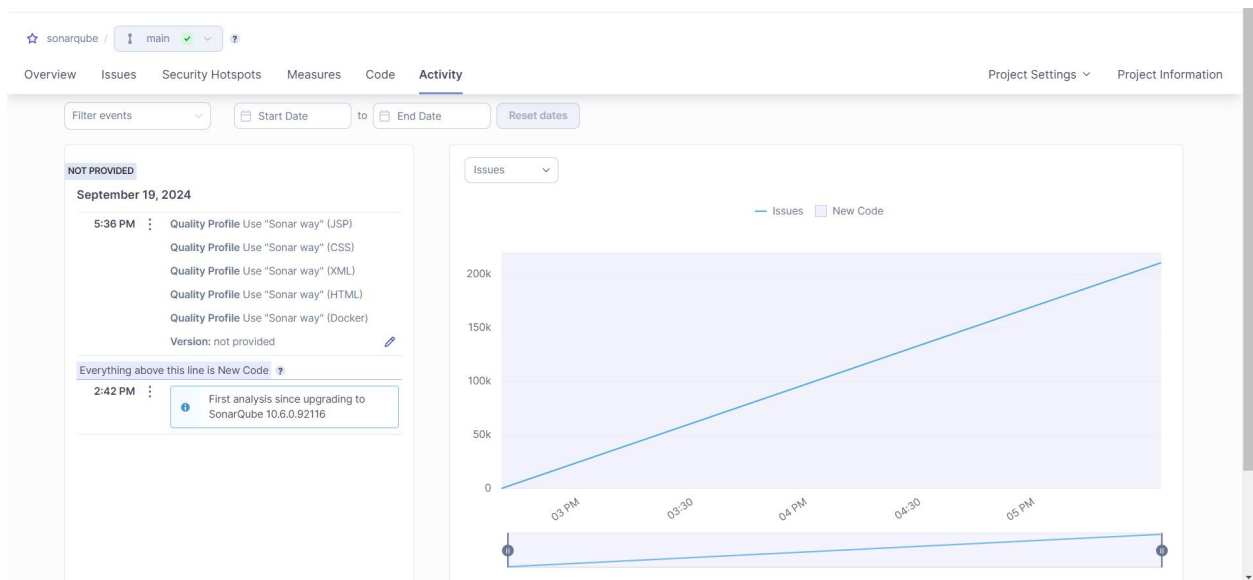 sonarqube / main ?
Overview Issues Security Hotspots Measures Code Activity Project Settings Project Information
Filter events Start Date to End Date Reset dates
NOT PROVIDED
September 19, 2024
5:36 PM Quality Profile Use "Sonar way" (JSP)
Quality Profile Use "Sonar way" (CSS)
Quality Profile Use "Sonar way" (XML)
Quality Profile Use "Sonar way" (HTML)
Quality Profile Use "Sonar way" (Docker)
Version: not provided
Everything above this line is New Code ?
2:42 PM First analysis since upgrading to
SonarQube 10.6.0.92116
Issues
Issues New Code
200k
150k
100k
50k
0
03 PM 03:30 04 PM 04:30 05 PM